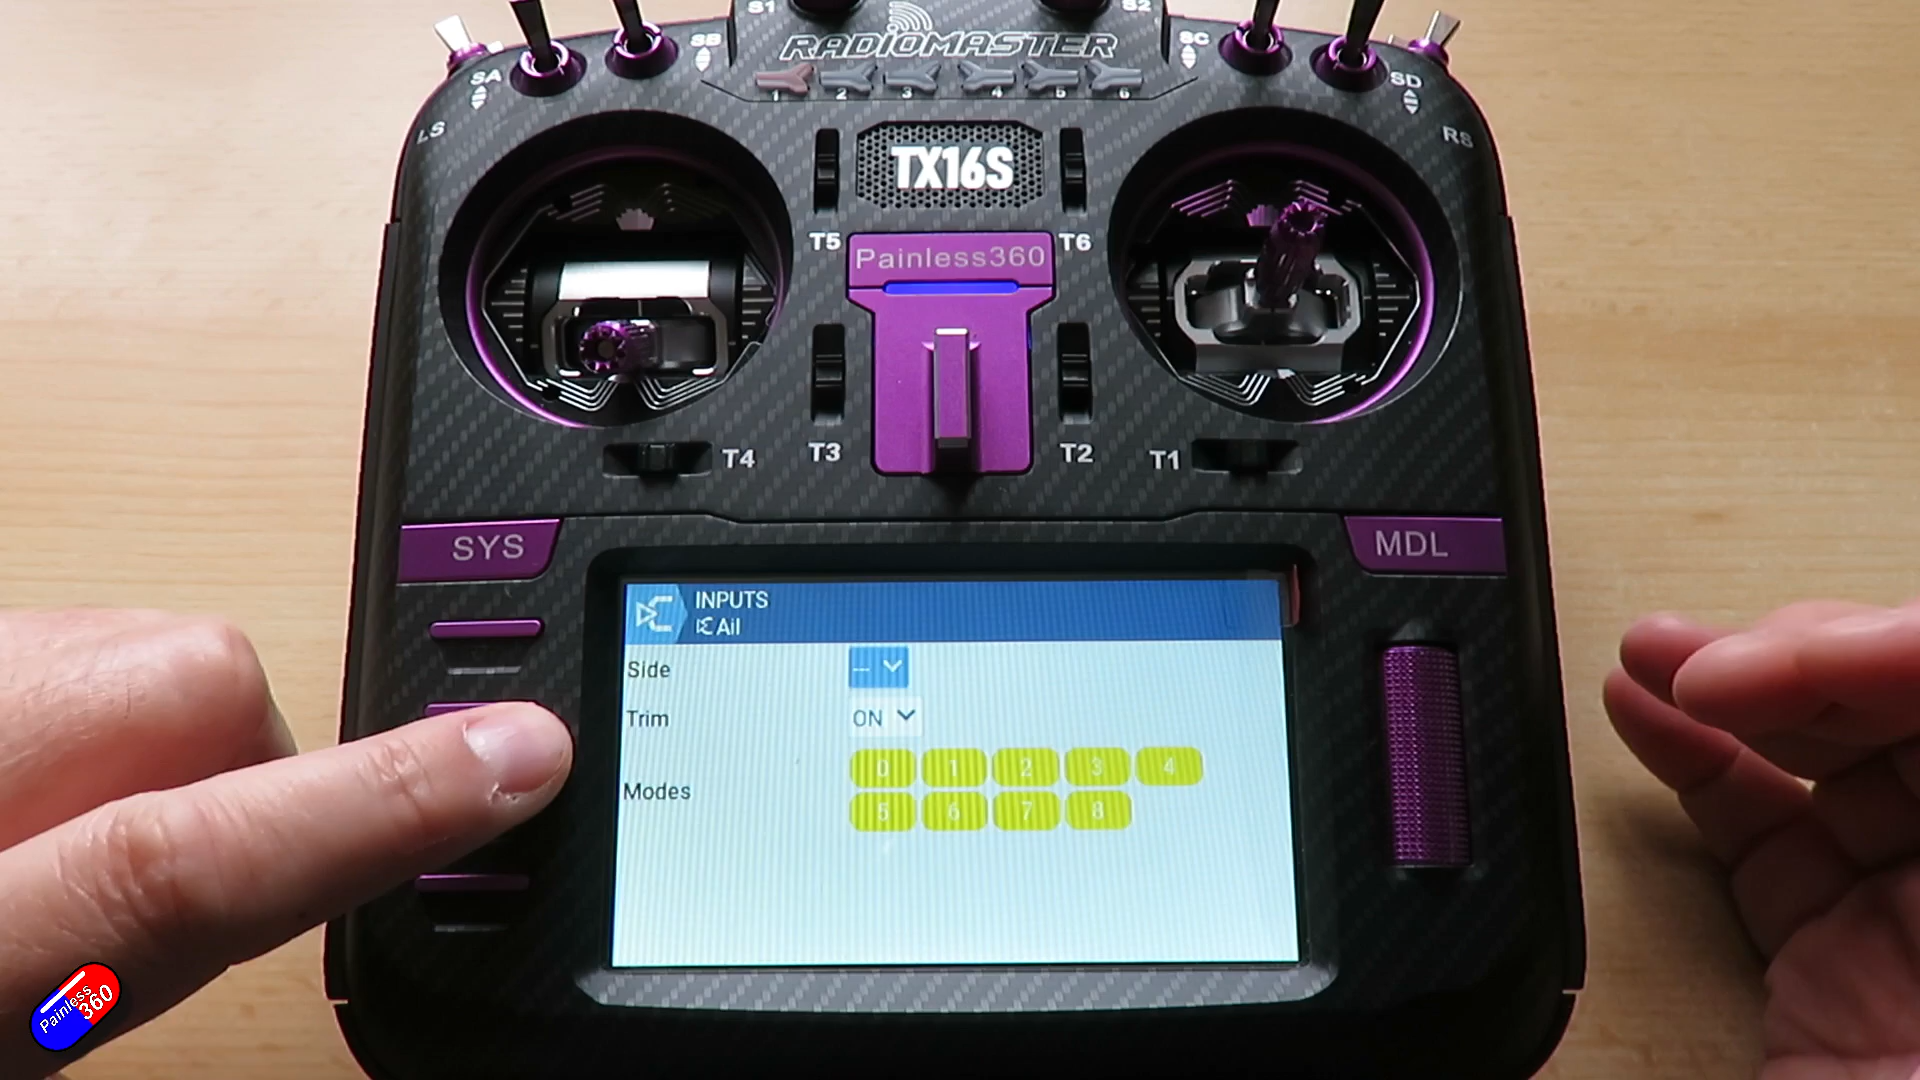 S1
S2
RADIOMASTER
SA
SB
SC
SD
1 2 3 4 5 6
LS
RS
TX16S
T5
T6
Painless360
T4
T3
T2
T1
SYS
MDL
INPUTS
Ail
Side
--
Trim
ON
Modes
0 1 2 3 4
5 6 7 8
Painless
360